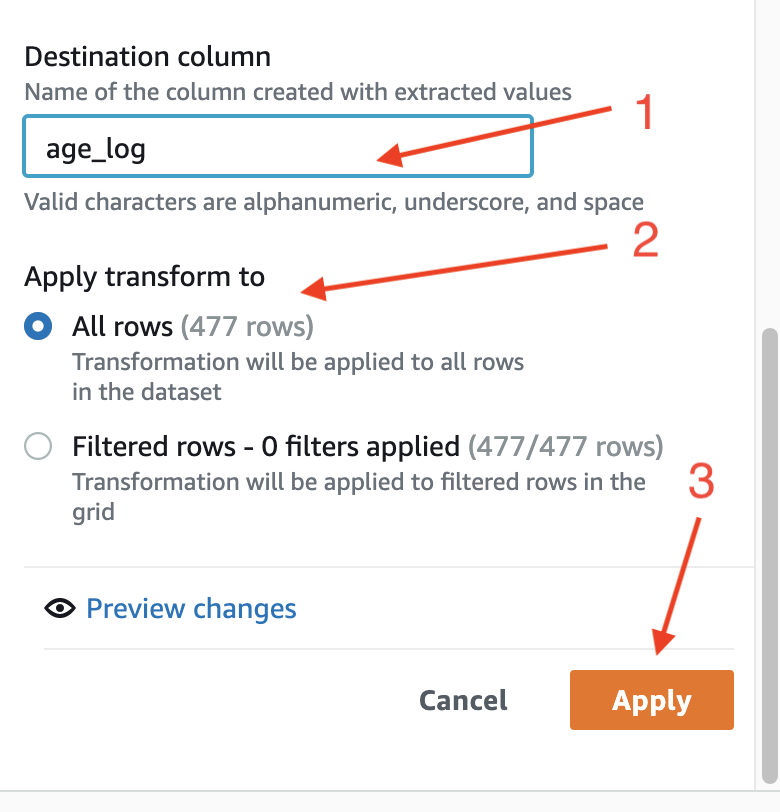 Destination column
Name of the column created with extracted values
1
age_log
Valid characters are alphanumeric, underscore, and space
2
Apply transform to
All rows (477 rows)
Transformation will be applied to all rows
in the dataset
Filtered rows - 0 filters applied (477/477 rows)
Transformation will be applied to filtered rows in the
grid
3
Preview changes
Cancel
Apply